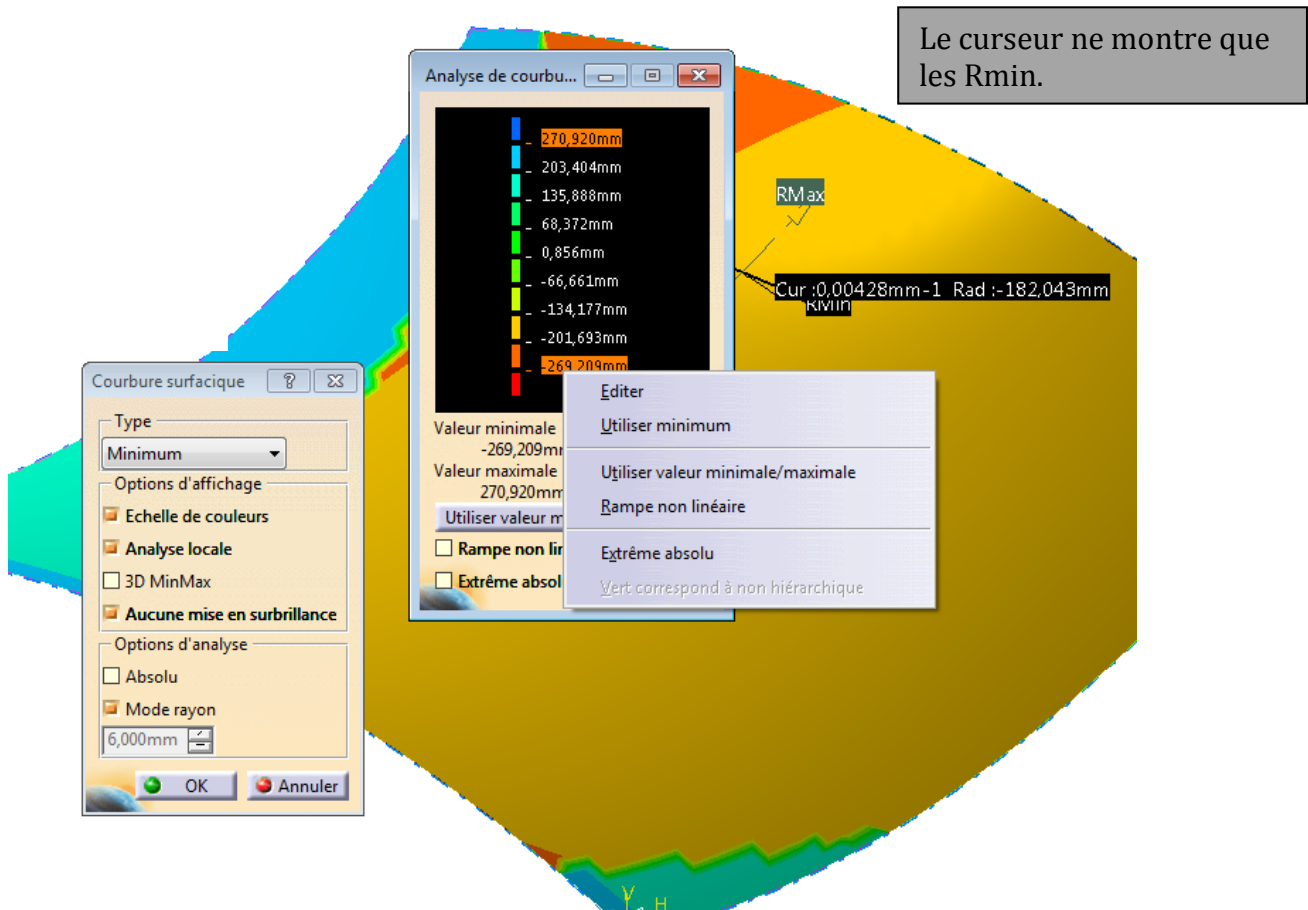 Le curseur ne montre que
les Rmin.
Analyse de courbu...
270,920mm
203,404mm
135,888mm
68,372mm
0,856mm
-66,661mm
-134,177mm
-201,693mm
-269,209mm
RMax
Cur :0,00428mm-1 Rad :-182,043mm
RMin
Valeur minimale
-269,209mm
Valeur maximale
270,920mm
Utiliser valeur m
Rampe non lin
Extrême absol
Editer
Utiliser minimum
Utiliser valeur minimale/maximale
Rampe non linéaire
Extrême absolu
Vert correspond à non hiérarchique
Courbure surfacique
Type
Minimum
Options d'affichage
Echelle de couleurs
Analyse locale
3D MinMax
Aucune mise en surbrillance
Options d'analyse
Absolu
Mode rayon
6,000mm
OK Annuler
V
H